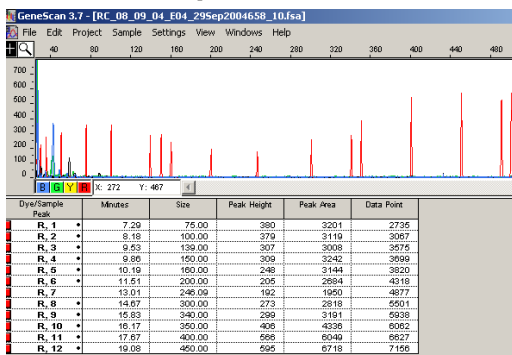 GeneScan 3.7 - [RC_08_09_04_E04_29Sep2004658_10.fsa]
File Edit Project Sample Settings View Windows Help
40 80 120 160 200 240 280 320 360 400 440 480
700
600
500
400
300
200
100
0
B G Y R X: 272 Y: 467
Dye/Sample Peak Minutes Size Peak Height Peak Area Data Point
R, 1 • 7.29 75.00 380 3201 2735
R, 2 • 8.18 100.00 379 3119 3067
R, 3 • 9.53 139.00 307 3008 3575
R, 4 • 9.86 150.00 309 3242 3699
R, 5 • 10.19 160.00 248 3144 3820
R, 6 • 11.51 200.00 205 2684 4318
R, 7 13.01 246.09 192 1950 4877
R, 8 • 14.67 300.00 273 2818 5501
R, 9 • 15.83 340.00 299 3191 5938
R, 10 • 16.17 350.00 406 4336 6062
R, 11 • 17.67 400.00 566 6049 6627
R, 12 • 19.08 450.00 595 6718 7156